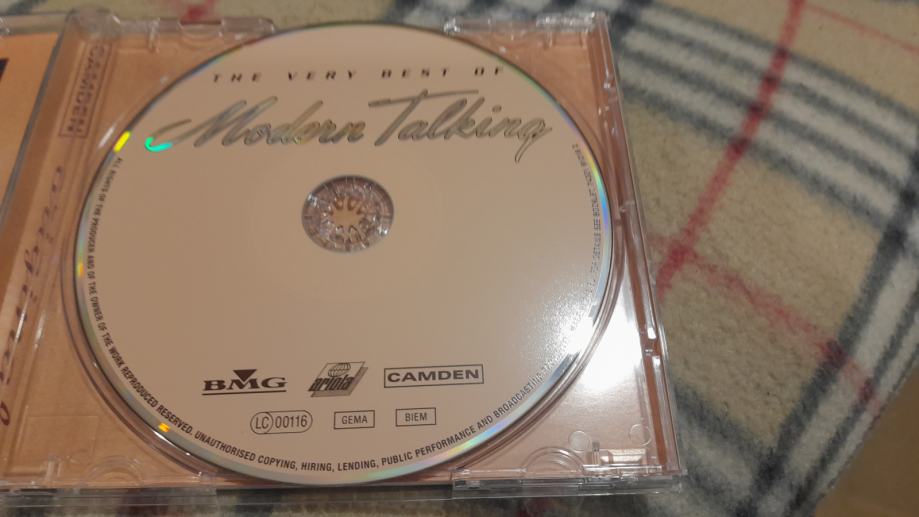 THE VERY BEST OF
Modern Talking
BMG
ariola
CAMDEN
LC 00116
GEMA
BIEM
ALL RIGHTS OF THE PRODUCER AND OF THE OWNER OF THE WORK REPRODUCED RESERVED. UNAUTHORISED COPYING, HIRING, LENDING, PUBLIC PERFORMANCE AND BROADCASTING
CAMDEN